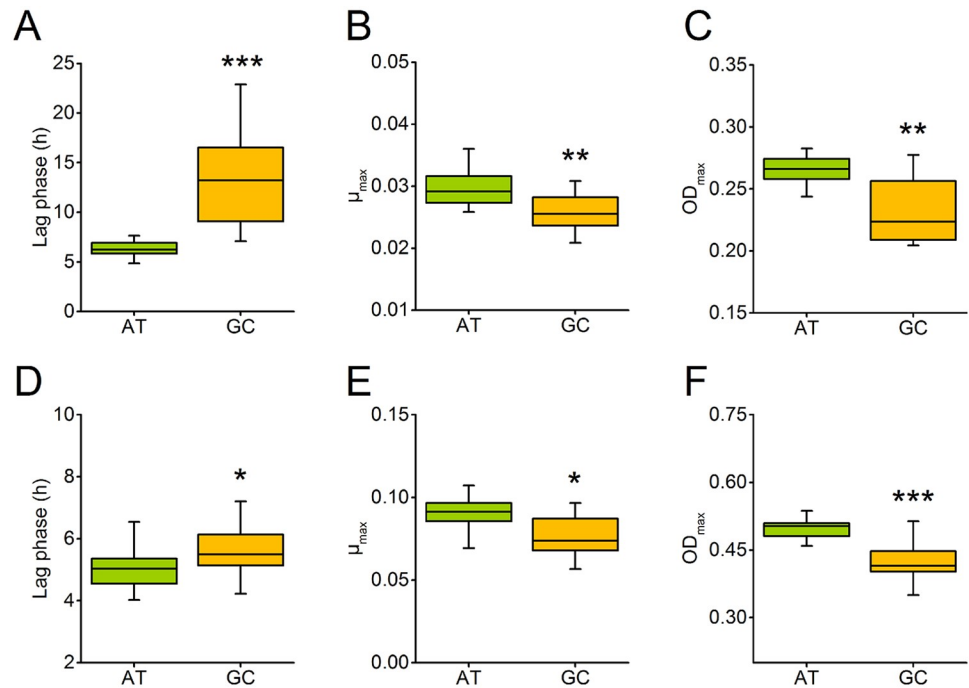 A
Lag phase (h)
25
20
15
10
5
0
***
AT
GC
B
μmax
0.05
0.04
0.03
0.02
0.01
**
AT
GC
C
ODmax
0.35
0.30
0.25
0.20
0.15
**
AT
GC
D
Lag phase (h)
10
8
6
4
2
*
AT
GC
E
μmax
0.15
0.10
0.05
0.00
*
AT
GC
F
ODmax
0.75
0.60
0.45
0.30
***
AT
GC